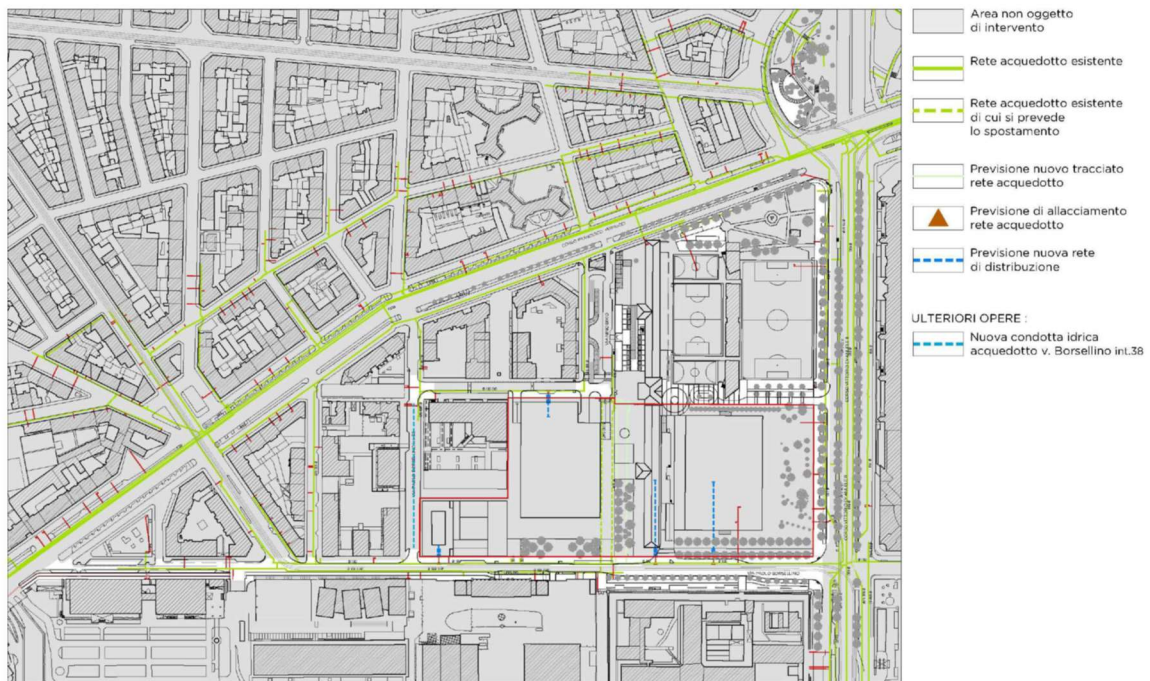 Area non oggetto
di intervento
Rete acquedotto esistente
Rete acquedotto esistente
di cui si prevede
lo spostamento
Previsione nuovo tracciato
rete acquedotto
Previsione di allacciamento
rete acquedotto
Previsione nuova rete
di distribuzione
ULTERIORI OPERE :
Nuova condotta idrica
acquedotto v. Borsellino int.38